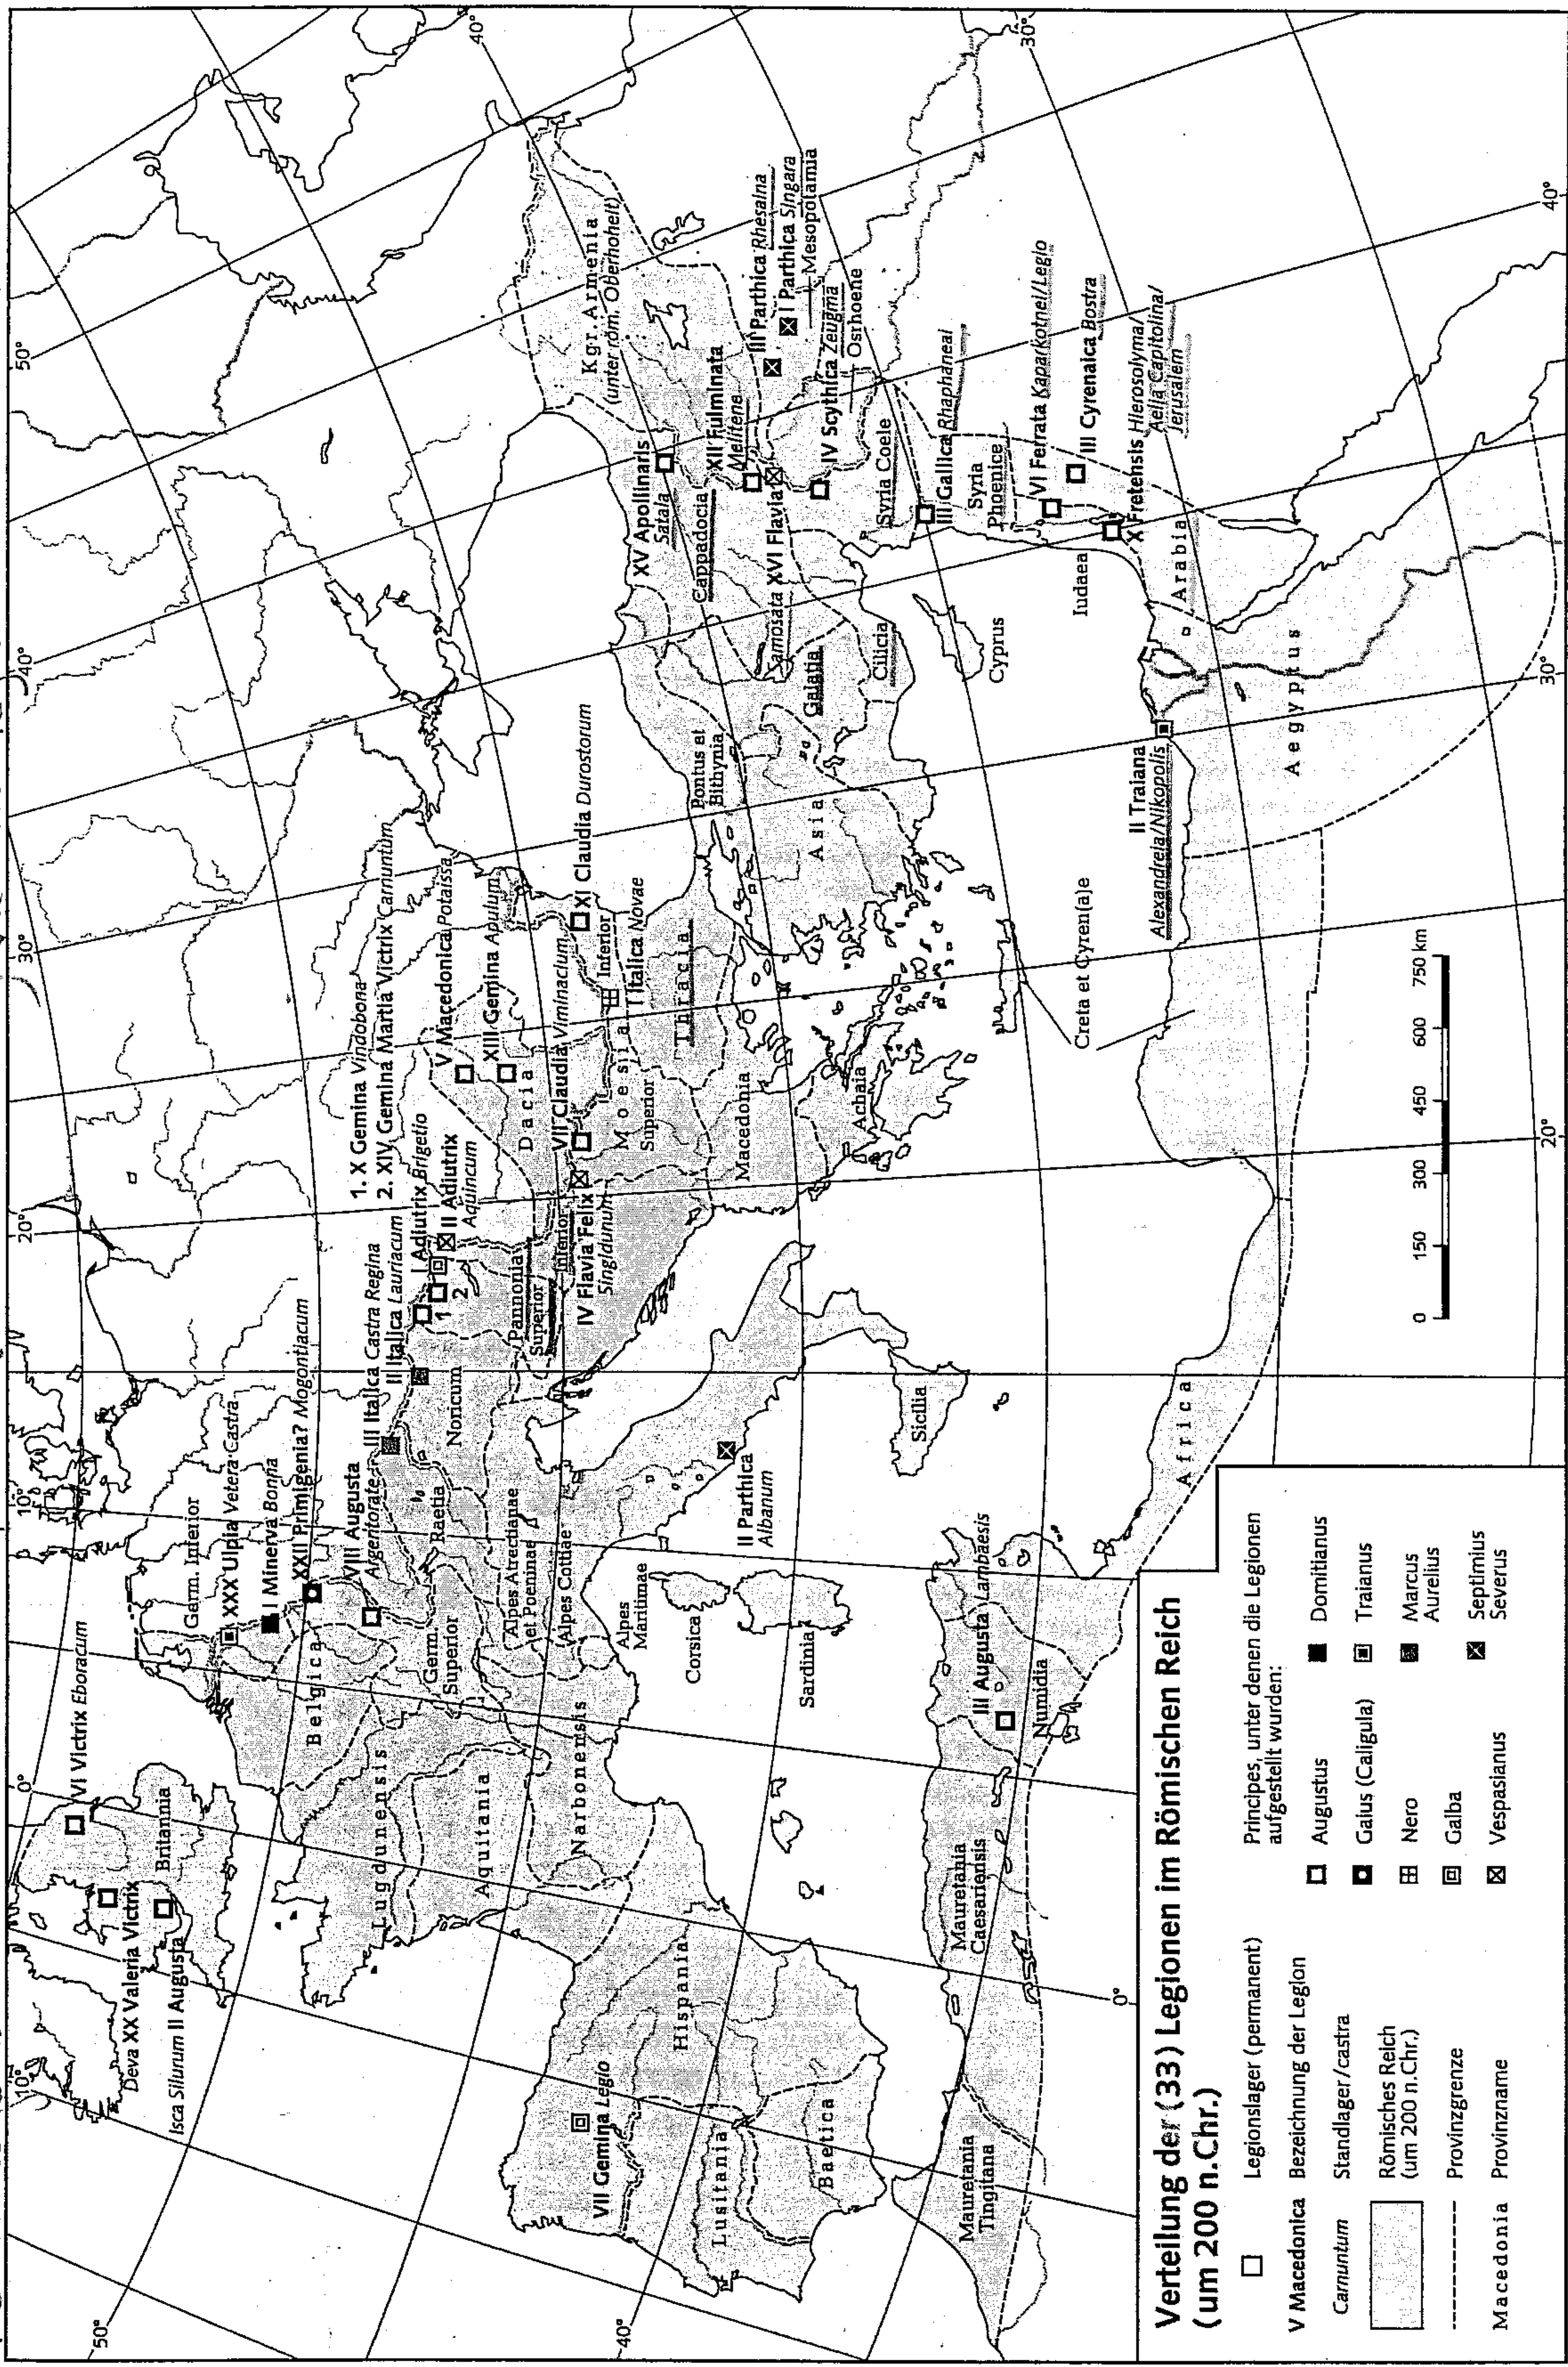 50°
40°
30°
20°
10°
0°
10°
50°
40°
40°
30°
40°
30°
20°
0°
VI Victrix Eboracum
Britannia
Deva XX Valeria Victrix
Isca Silurum II Augusta
Germ. Inferior
XXX Ulpia Vetera Castra
I Minerva Bonna
XXII Primigenia? Mogontiacum
VIII Augusta
Argentorate
III Italica Castra Regina
II Italica Lauriacum
I Adiutrix Brigetio
II Adiutrix
Aquincum
1
2
1. X Gemina Vindobona
2. XIV Gemina Martia Victrix Carnuntum
V Macedonica Potaissa
XIII Gemina Apulum
VII Claudia Viminacium
XI Claudia Durostorum
I Italica Novae
IV Flavia Felix
Singidunum
Belgica
Lugdunensis
Aquitania
Narbonensis
Germ.
Superior
Raetia
Noricum
Alpes Atrectianae
et Poeninae
Alpes Cottiae
Alpes
Maritimae
Pannonia
Superior
Inferior
Dacia
Moesia
Superior
Inferior
Thracia
Macedonia
Achaia
Corsica
Sardinia
Sicilia
II Parthica
Albanum
VII Gemina Legio
Hispania
Lusitania
Baetica
Mauretania
Tingitana
Mauretania
Caesariensis
III Augusta Lambaesis
Numidia
Africa
Creta et Cyren(a)e
Pontus et
Bithynia
Asia
Galatia
Cilicia
Cyprus
Kgr. Armenia
(unter röm. Oberhoheit)
XV Apollinaris
Satala
Cappadocia
XII Fulminata
Melitene
Samosata XVI Flavia
III Parthica Rhesaina
I Parthica Singara
Mesopotamia
IV Scythica Zeugma
Osrhoene
Syria Coele
III Gallica Rhaphaneai
Syria
Phoenice
VI Ferrata Kaparkotnei/Legio
III Cyrenaica Bostra
X Fretensis Hierosolyma/
Aelia Capitolina/
Jerusalem
Iudaea
Arabia
II Traiana
Alexandreia/Nikopolis
Aegyptus
0 150 300 450 600 750 km
Verteilung der (33) Legionen im Römischen Reich
(um 200 n.Chr.)
Legionslager (permanent)
V Macedonica Bezeichnung der Legion
Carnuntum Standlager/castra
Römisches Reich
(um 200 n.Chr.)
Provinzgrenze
Macedonia Provinzname
Principes, unter denen die Legionen
aufgestellt wurden:
Augustus
Gaius (Caligula)
Nero
Galba
Vespasianus
Domitianus
Traianus
Marcus
Aurelius
Septimius
Severus